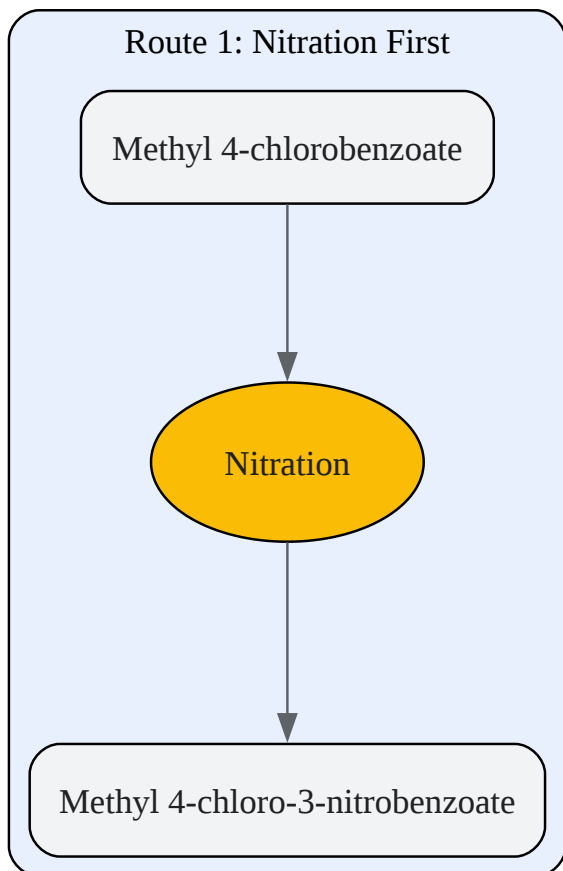 Route 1: Nitration First
Methyl 4-chlorobenzoate
Nitration
Methyl 4-chloro-3-nitrobenzoate